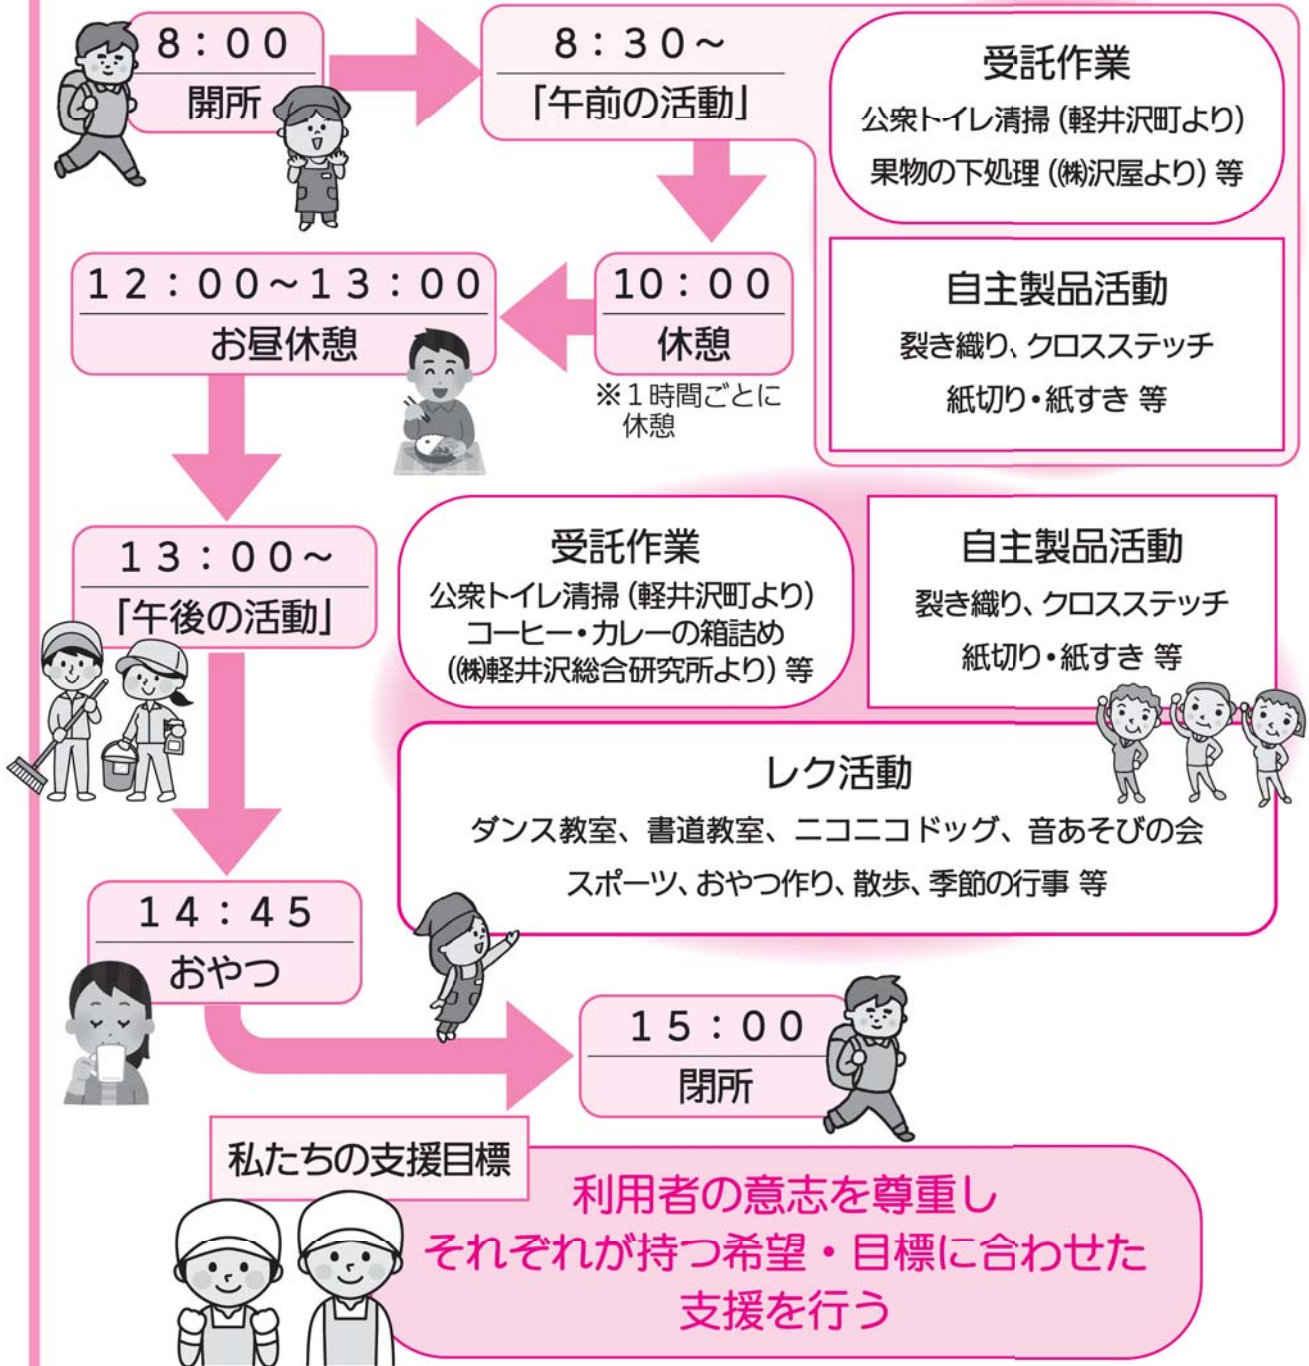 8：00
開所
8：30～
「午前の活動」
受託作業
公衆トイレ清掃（軽井沢町より）
果物の下処理（㈱沢屋より）等
自主製品活動
裂き織り、クロスステッチ
紙切り・紙すき 等
10：00
休憩
※１時間ごとに
休憩
12：00～13：00
お昼休憩
13：00～
「午後の活動」
受託作業
公衆トイレ清掃（軽井沢町より）
コーヒー・カレーの箱詰め
（㈱軽井沢総合研究所より）等
自主製品活動
裂き織り、クロスステッチ
紙切り・紙すき 等
レク活動
ダンス教室、書道教室、ニコニコドッグ、音あそびの会
スポーツ、おやつ作り、散歩、季節の行事 等
14：45
おやつ
15：00
閉所
私たちの支援目標
利用者の意志を尊重し
それぞれが持つ希望・目標に合わせた
支援を行う